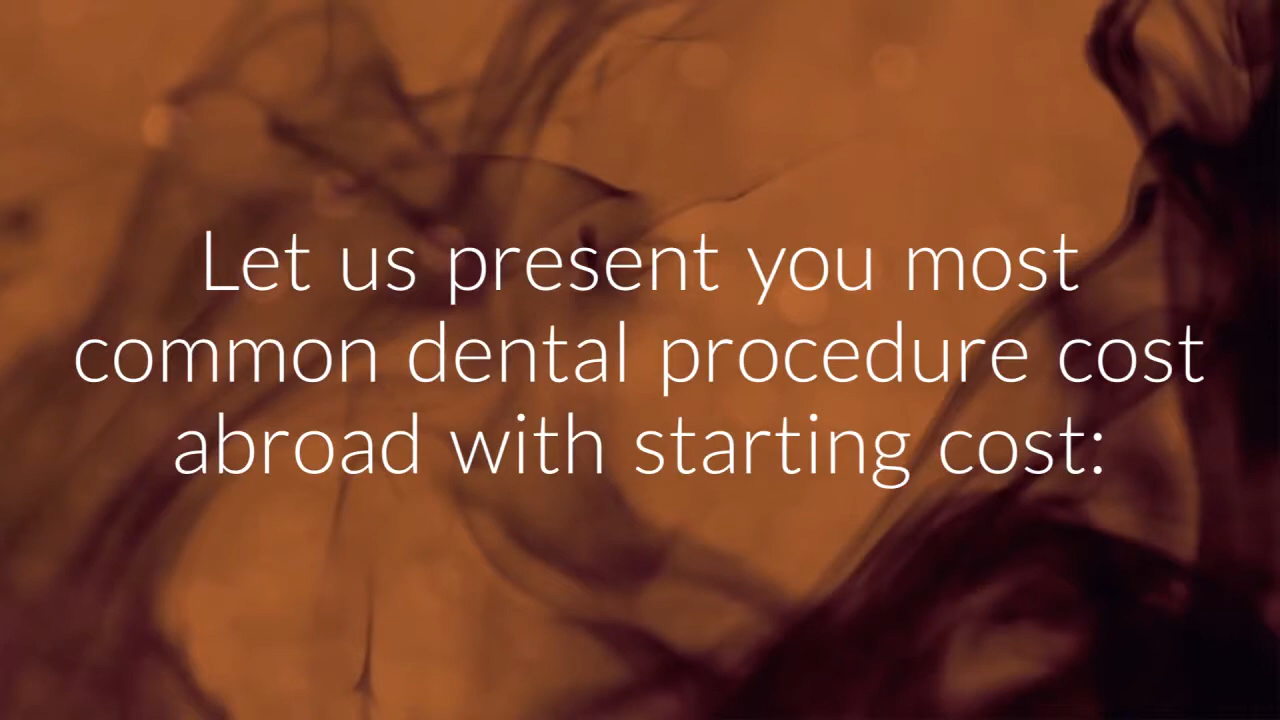 Let us present you most
common dental procedure cost
abroad with starting cost: